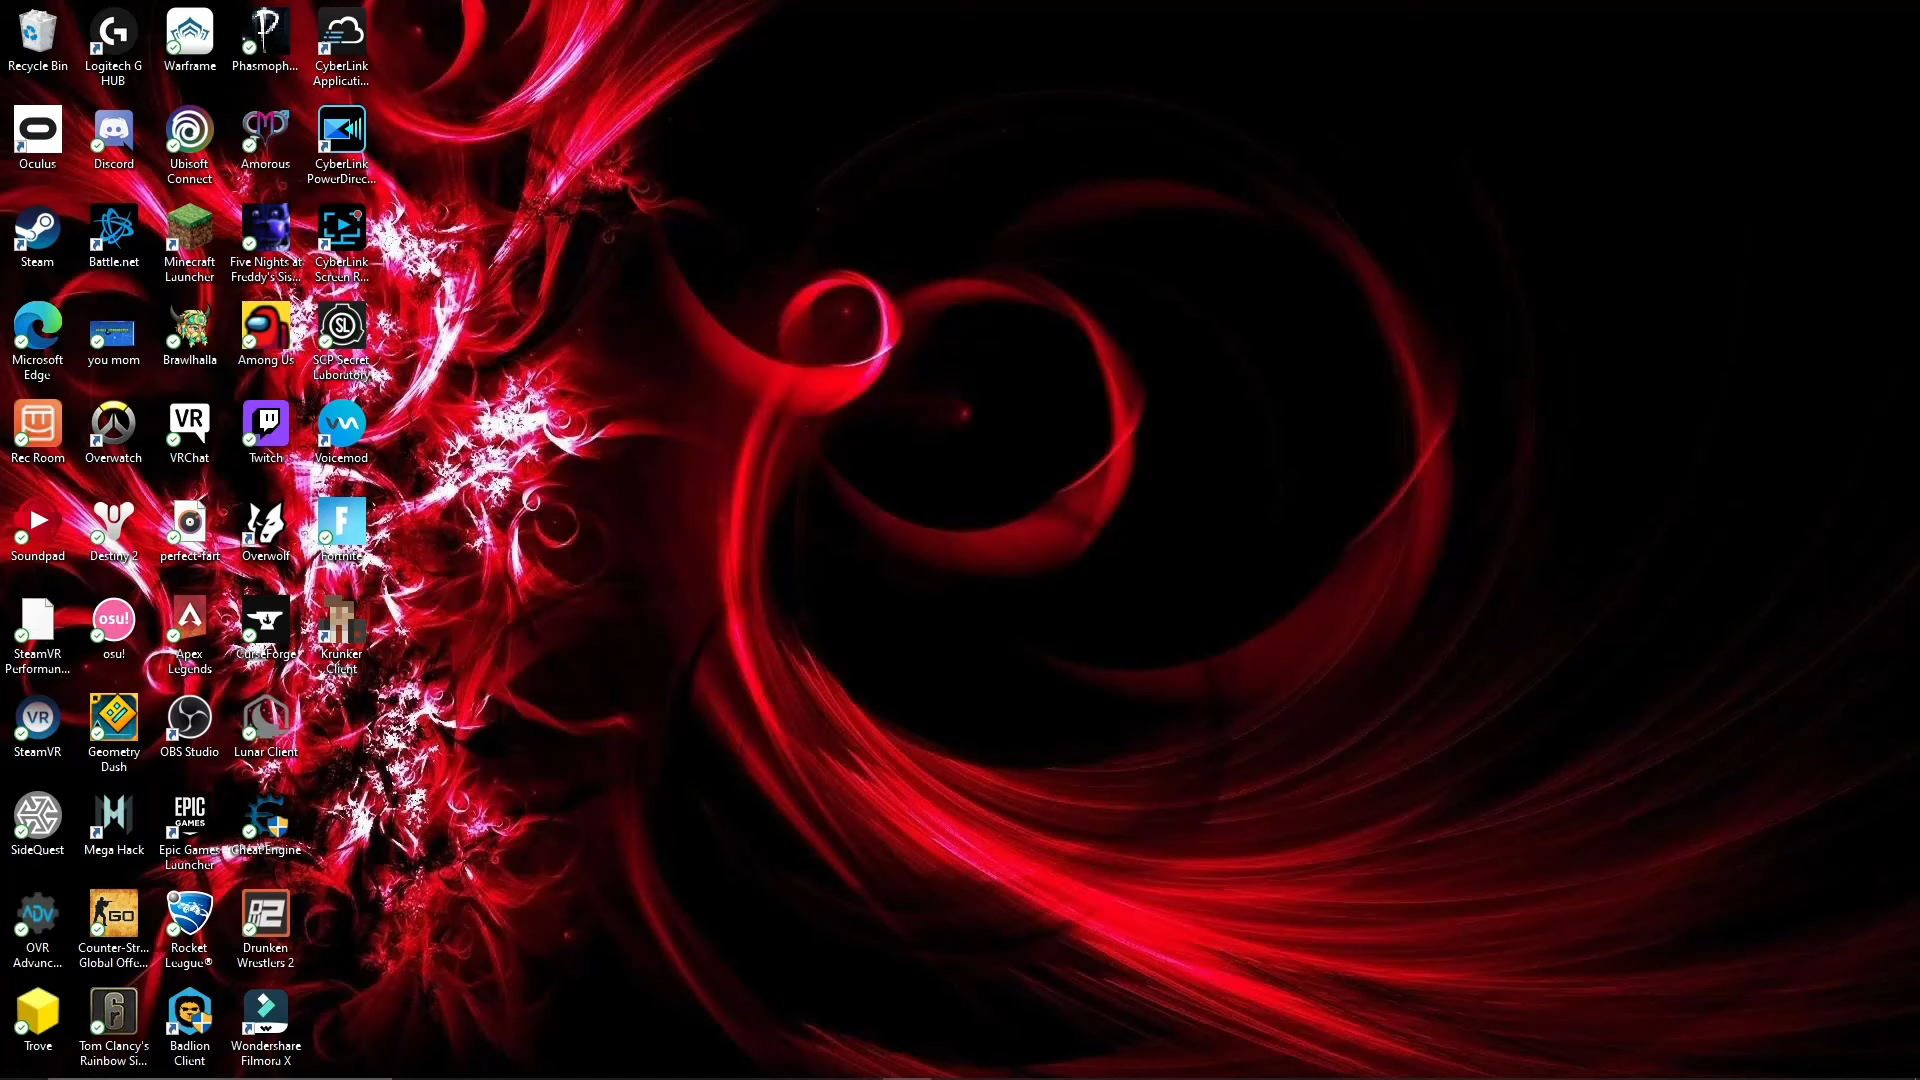 Recycle Bin
Logitech G
HUB
Warframe
Phasmoph...
CyberLink
Applicati...
Oculus
Discord
Ubisoft
Connect
Amorous
CyberLink
PowerDirec...
Steam
Battle.net
Minecraft
Launcher
Five Nights at
Freddy's Sis...
CyberLink
Screen R...
Microsoft
Edge
you mom
Brawlhalla
Among Us
SL
SCP Secret
Laboratory
Rec Room
Overwatch
VR
VRChat
Twitch
Voicemod
Soundpad
Destiny 2
perfect-fart
Overwolf
F
Fortnite
SteamVR
Performan...
osu!
osu!
Apex
Legends
CurseForge
Krunker
Client
VR
SteamVR
Geometry
Dash
OBS Studio
Lunar Client
SideQuest
Mega Hack
EPIC
GAMES
Epic Games
Launcher
Cheat Engine
ADV
OVR
Advanc...
GO
Counter-Str...
Global Offe...
Rocket
League®
Drunken
Wrestlers 2
Trove
6
Tom Clancy's
Rainbow Si...
Badlion
Client
Wondershare
Filmora X